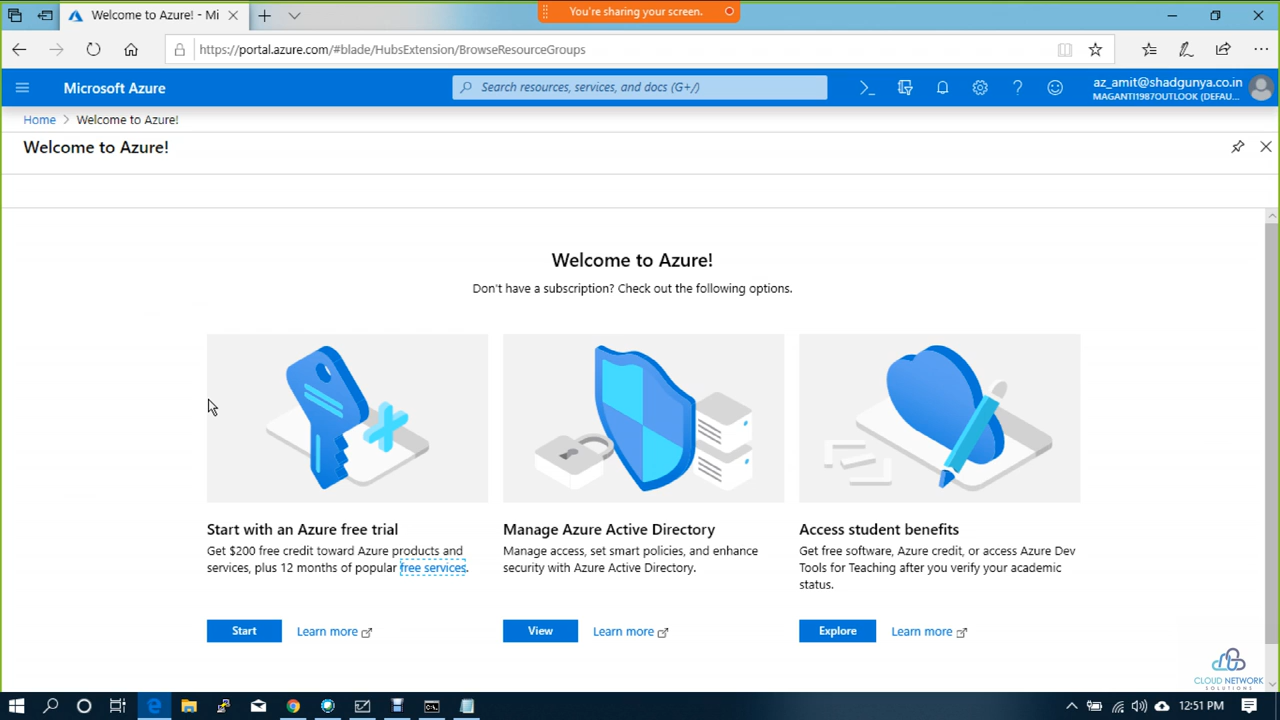 Welcome to Azure! - Mi
You're sharing your screen.
https://portal.azure.com/#blade/HubsExtension/BrowseResourceGroups
Microsoft Azure
Search resources, services, and docs (G+/)
az_amit@shadgunya.co.in
MAGANTI1987OUTLOOK (DEFAU...
Home > Welcome to Azure!
Welcome to Azure!
Welcome to Azure!
Don't have a subscription? Check out the following options.
Start with an Azure free trial
Get $200 free credit toward Azure products and
services, plus 12 months of popular free services.
Start
Learn more
Manage Azure Active Directory
Manage access, set smart policies, and enhance
security with Azure Active Directory.
View
Learn more
Access student benefits
Get free software, Azure credit, or access Azure Dev
Tools for Teaching after you verify your academic
status.
Explore
Learn more
CLOUD NETWORK
SOLUTIONS
12:51 PM